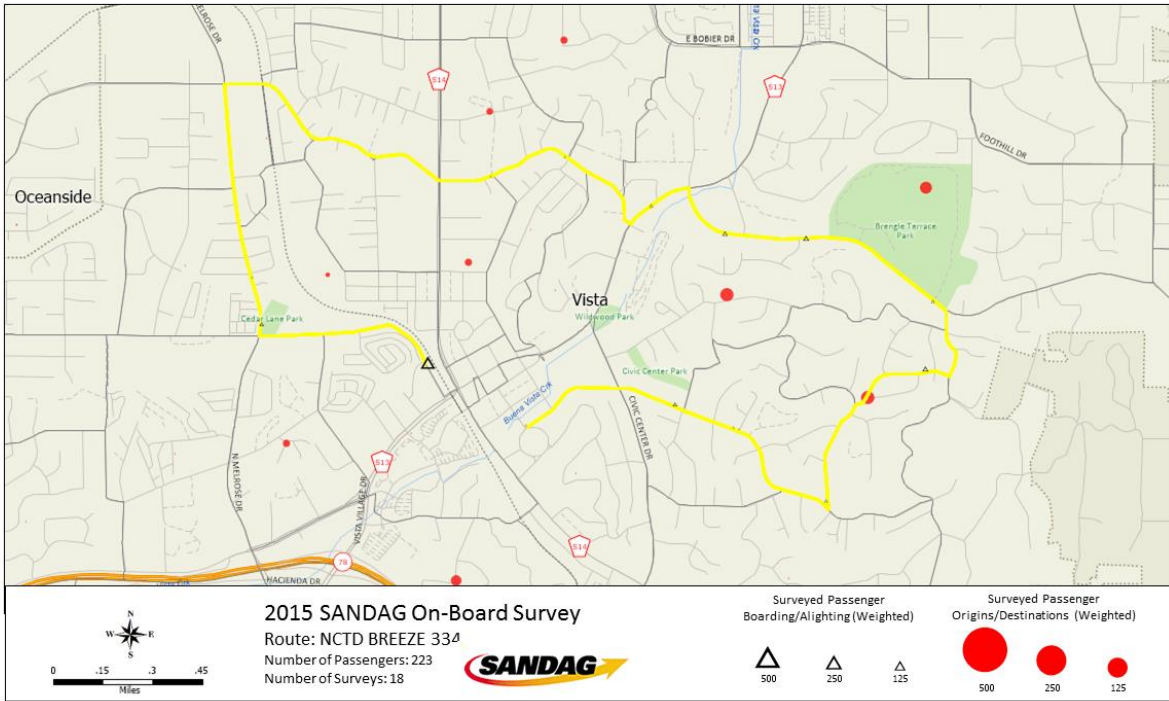 MELROSE DR
514
513
E BOBIER DR
FOOTHILL DR
Oceanside
Brengle Terrace
Park
Vista
Wildwood Park
Cedar Lane Park
Civic Center Park
Buena Vista Crk
CIVIC CENTER DR
N MELROSE DR
513
VISTA VILLAGE DR
514
78
HACIENDA DR
N
W E
S
0 .15 .3 .45
Miles
2015 SANDAG On-Board Survey
Route: NCTD BREEZE 334
Number of Passengers: 223
Number of Surveys: 18
SANDAG
Surveyed Passenger
Boarding/Alighting (Weighted)
500 250 125
Surveyed Passenger
Origins/Destinations (Weighted)
500 250 125